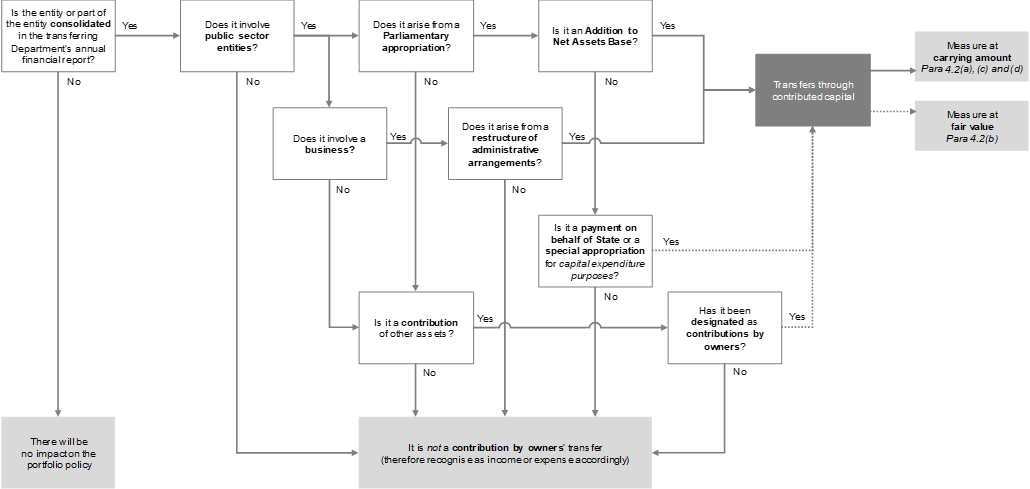 Is the entity or part of
the entity consolidated
in the transferring
Department's annual
financial report?
Yes
No
Does it involve
public sector
entities?
Yes
No
Does it arise from a
Parliamentary
appropriation?
Yes
No
Is it an Addition to
Net Assets Base?
Yes
No
Transfers through
contributed capital
Measure at
carrying amount
Para 4.2(a), (c) and (d)
Measure at
fair value
Para 4.2(b)
Does it involve a
business?
Yes
No
Does it arise from a
restructure of
administrative
arrangements?
Yes
No
Is it a payment on
behalf of State or a
special appropriation
for capital expenditure
purposes?
Yes
No
Is it a contribution
of other assets?
Yes
No
Has it been
designated as
contributions by
owners?
Yes
No
There will be
no impact on the
portfolio policy
It is not a contribution by owners' transfer
(therefore recognise as income or expense accordingly)